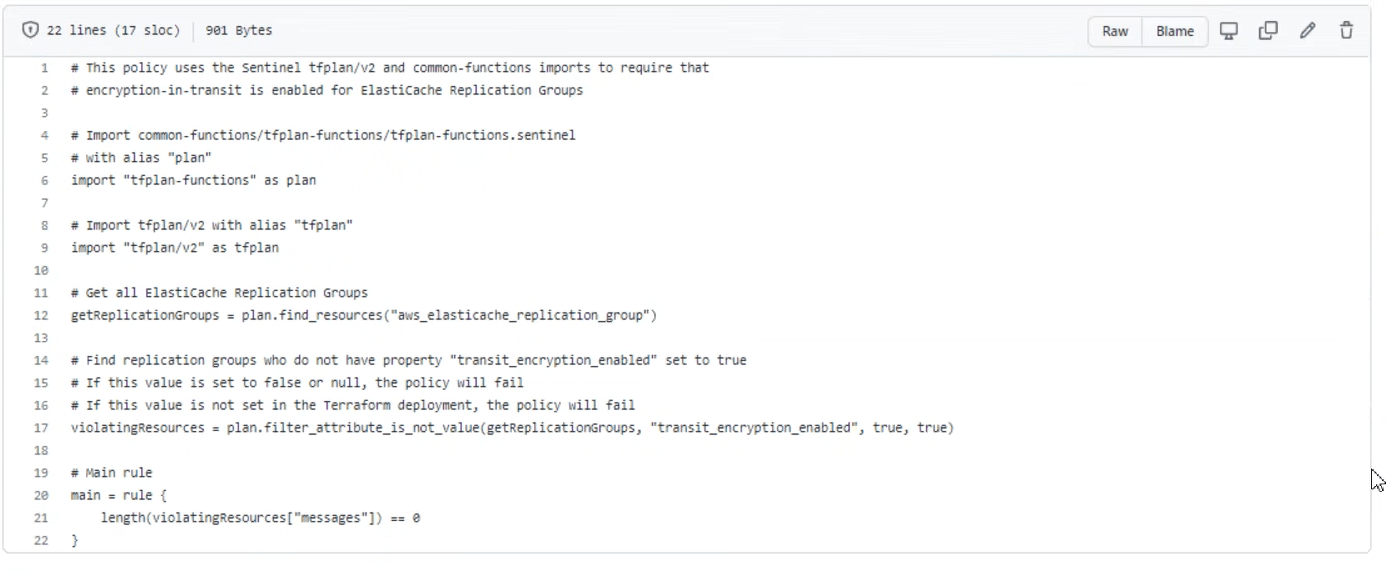 22 lines (17 sloc) 901 Bytes Raw Blame
1 # This policy uses the Sentinel tfplan/v2 and common-functions imports to require that
2 # encryption-in-transit is enabled for ElastiCache Replication Groups
3
4 # Import common-functions/tfplan-functions/tfplan-functions.sentinel
5 # with alias "plan"
6 import "tfplan-functions" as plan
7
8 # Import tfplan/v2 with alias "tfplan"
9 import "tfplan/v2" as tfplan
10
11 # Get all ElastiCache Replication Groups
12 getReplicationGroups = plan.find_resources("aws_elasticache_replication_group")
13
14 # Find replication groups who do not have property "transit_encryption_enabled" set to true
15 # If this value is set to false or null, the policy will fail
16 # If this value is not set in the Terraform deployment, the policy will fail
17 violatingResources = plan.filter_attribute_is_not_value(getReplicationGroups, "transit_encryption_enabled", true, true)
18
19 # Main rule
20 main = rule {
21     length(violatingResources["messages"]) == 0
22 }